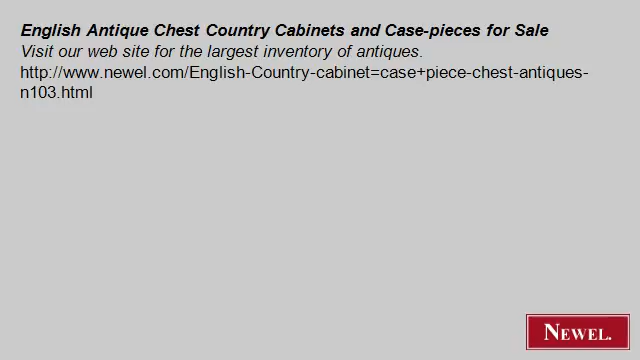 English Antique Chest Country Cabinets and Case-pieces for Sale
Visit our web site for the largest inventory of antiques.
http://www.newel.com/English-Country-cabinet=case+piece-chest-antiques-
n103.html
NEWEL.